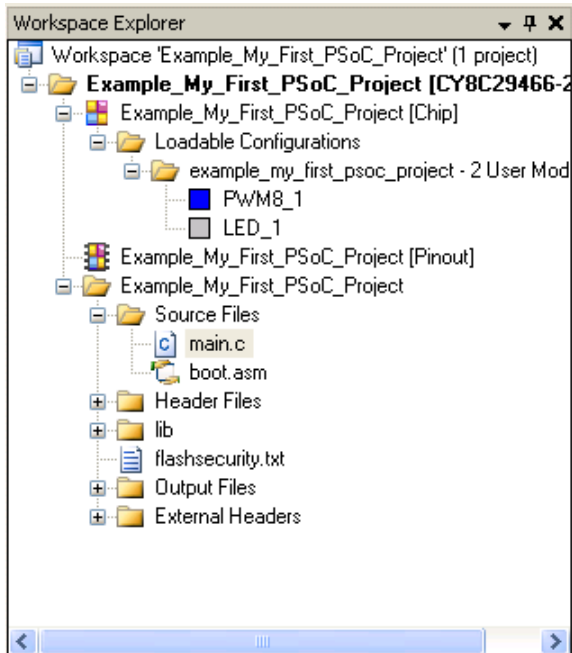 Workspace Explorer
Workspace 'Example_My_First_PSoC_Project' (1 project)
Example_My_First_PSoC_Project [CY8C29466-2
Example_My_First_PSoC_Project [Chip]
Loadable Configurations
example_my_first_psoc_project - 2 User Mod
PWM8_1
LED_1
Example_My_First_PSoC_Project [Pinout]
Example_My_First_PSoC_Project
Source Files
main.c
boot.asm
Header Files
lib
flashsecurity.txt
Output Files
External Headers